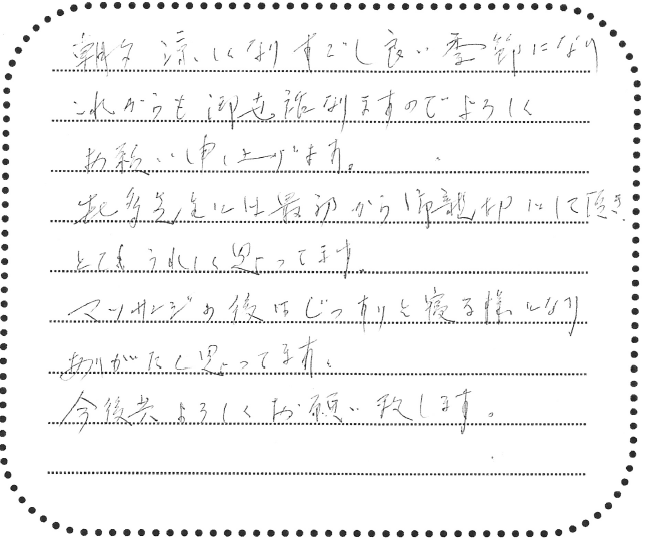 朝夕涼しくなりすごし良い季節になり
これからも御世話なりますのでよろしく
お願い申し上げます。
先生には最初から御親切にして頂き
とてもうれしく思ってます。
マッサージの後はじっすりと寝る様になり
ありがたく思ってます。
今後共よろしくお願い致します。